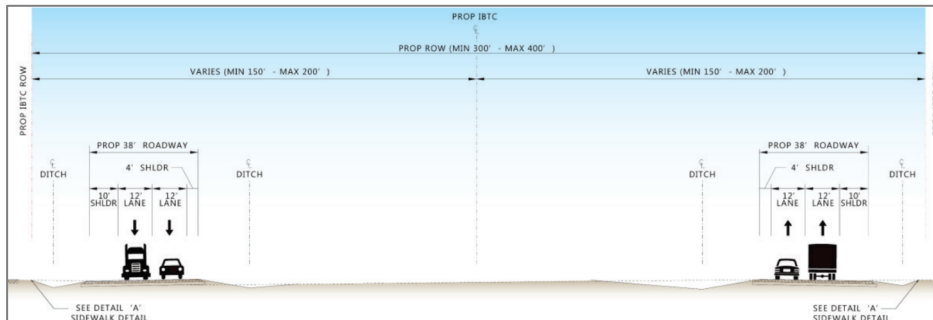 PROP IBTC
℄
PROP ROW (MIN 300' - MAX 400' )
VARIES (MIN 150' - MAX 200' )
VARIES (MIN 150' - MAX 200' )
PROP IBTC ROW
PROP 38' ROADWAY
4' SHLDR
℄
DITCH
℄
DITCH
10'
SHLDR
12'
LANE
12'
LANE
PROP 38' ROADWAY
4' SHLDR
℄
DITCH
℄
DITCH
12'
LANE
12'
LANE
10'
SHLDR
SEE DETAIL 'A'
SIDEWALK DETAIL
SEE DETAIL 'A'
SIDEWALK DETAIL